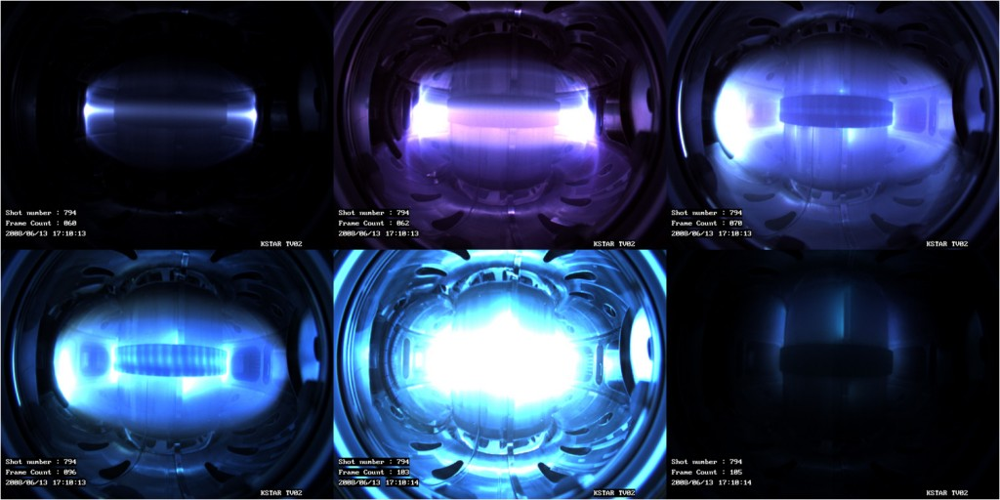 Shot number : 794
Frame Count : 060
2008/06/13 17:10:13
KSTAR TV02
Shot number : 794
Frame Count : 062
2008/06/13 17:10:13
KSTAR TV02
Shot number : 794
Frame Count : 070
2008/06/13 17:10:13
KSTAR TV02
Shot number : 794
Frame Count : 096
2008/06/13 17:10:13
KSTAR TV02
Shot number : 794
Frame Count : 103
2008/06/13 17:10:14
KSTAR TV02
Shot number : 794
Frame Count : 105
2008/06/13 17:10:14
KSTAR TV02